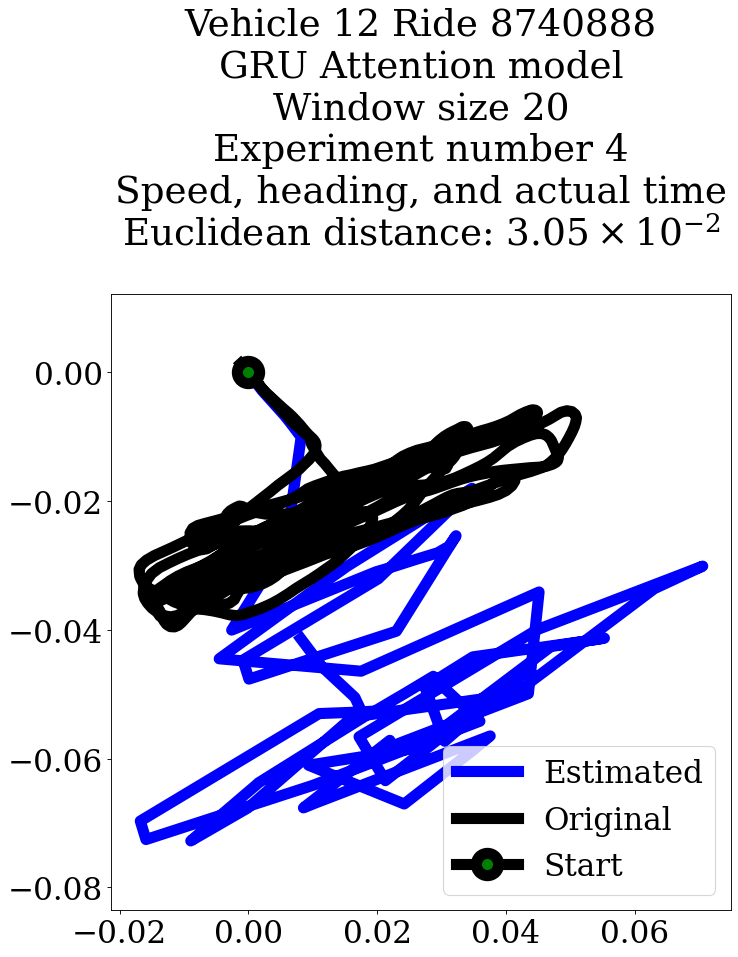 Vehicle 12 Ride 8740888
GRU Attention model
Window size 20
Experiment number 4
Speed, heading, and actual time
Euclidean distance: 3.05 × 10⁻²
0.00
−0.02
−0.04
−0.06
−0.08
Estimated
Original
Start
−0.02 0.00 0.02 0.04 0.06